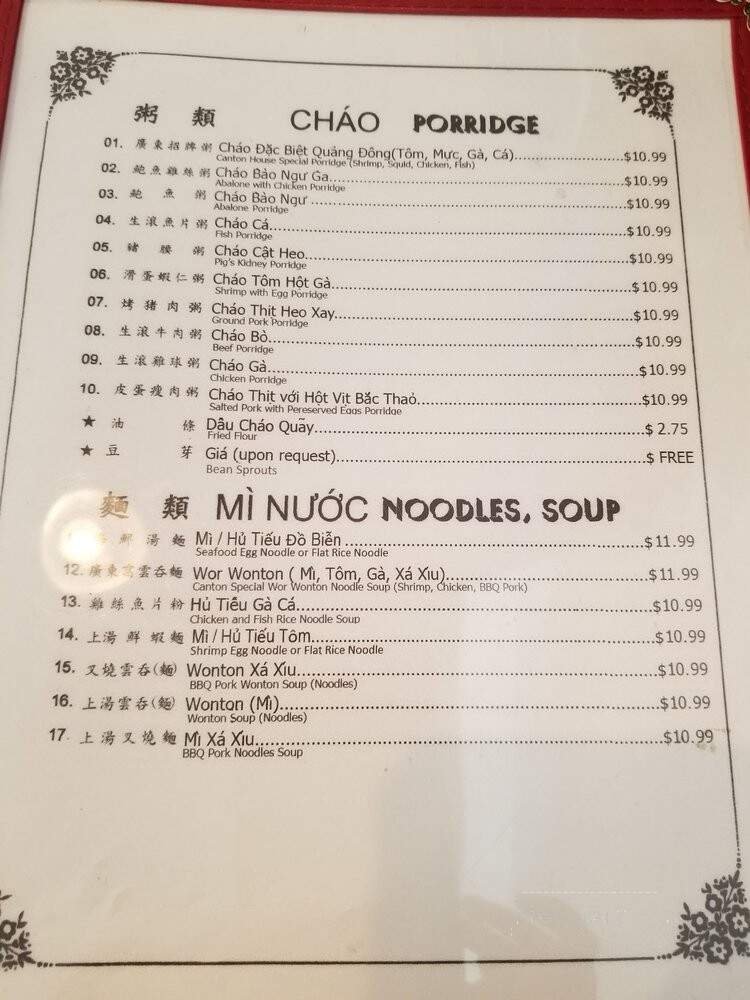 粥 類 CHÁO PORRIDGE
01. 廣東招牌粥 Cháo Đặc Biệt Quảng Đông(Tôm, Mực, Gà, Cá)....................$10.99
Canton House Special Porridge (Shrimp, Squid, Chicken, Fish)
02. 鮑魚雞絲粥 Cháo Bào Ngư Ga....................$10.99
Abalone with Chicken Porridge
03. 鮑 魚 粥 Cháo Bào Ngư....................$10.99
Abalone Porridge
04. 生滾魚片粥 Cháo Cá....................$10.99
Fish Porridge
05. 豬 腰 粥 Cháo Cật Heo....................$10.99
Pig's Kidney Porridge
06. 滑蛋蝦仁粥 Cháo Tôm Hột Gà....................$10.99
Shrimp with Egg Porridge
07. 烤豬肉粥 Cháo Thịt Heo Xay....................$10.99
Ground Pork Porridge
08. 生滾牛肉粥 Cháo Bò....................$10.99
Beef Porridge
09. 生滾雞球粥 Cháo Gà....................$10.99
Chicken Porridge
10. 皮蛋瘦肉粥 Cháo Thịt với Hột Vịt Bắc Thaỏ....................$10.99
Salted Pork with Pereserved Eggs Porridge
★ 油 條 Dầu Cháo Quẫy....................$ 2.75
Fried Flour
★ 豆 芽 Giá (upon request)....................$ FREE
Bean Sprouts
麵 類 MÌ NƯỚC NOODLES, SOUP
鮮湯麵 Mì / Hủ Tiếu Đồ Biển....................$11.99
Seafood Egg Noodle or Flat Rice Noodle
12. 廣東窩雲吞麵 Wor Wonton ( Mì, Tôm, Gà, Xá Xíu)....................$11.99
Canton Special Wor Wonton Noodle Soup (Shrimp, Chicken, BBQ Pork)
13. 雞絲魚片粉 Hủ Tiếu Gà Cá....................$10.99
Chicken and Fish Rice Noodle Soup
14. 上湯鮮蝦麵 Mì / Hủ Tiếu Tôm....................$10.99
Shrimp Egg Noodle or Flat Rice Noodle
15. 叉燒雲吞(麵) Wonton Xá Xíu....................$10.99
BBQ Pork Wonton Soup (Noodles)
16. 上湯雲吞(麵) Wonton (Mì)....................$10.99
Wonton Soup (Noodles)
17. 上湯叉燒麵 Mì Xá Xíu....................$10.99
BBQ Pork Noodles Soup